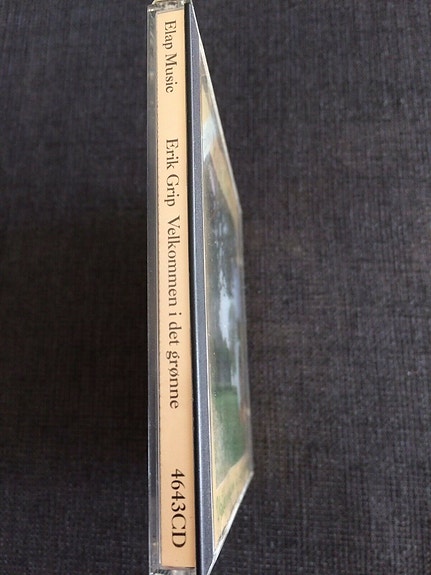 Elap Music
Erik Grip Velkommen i det grønne
4643CD